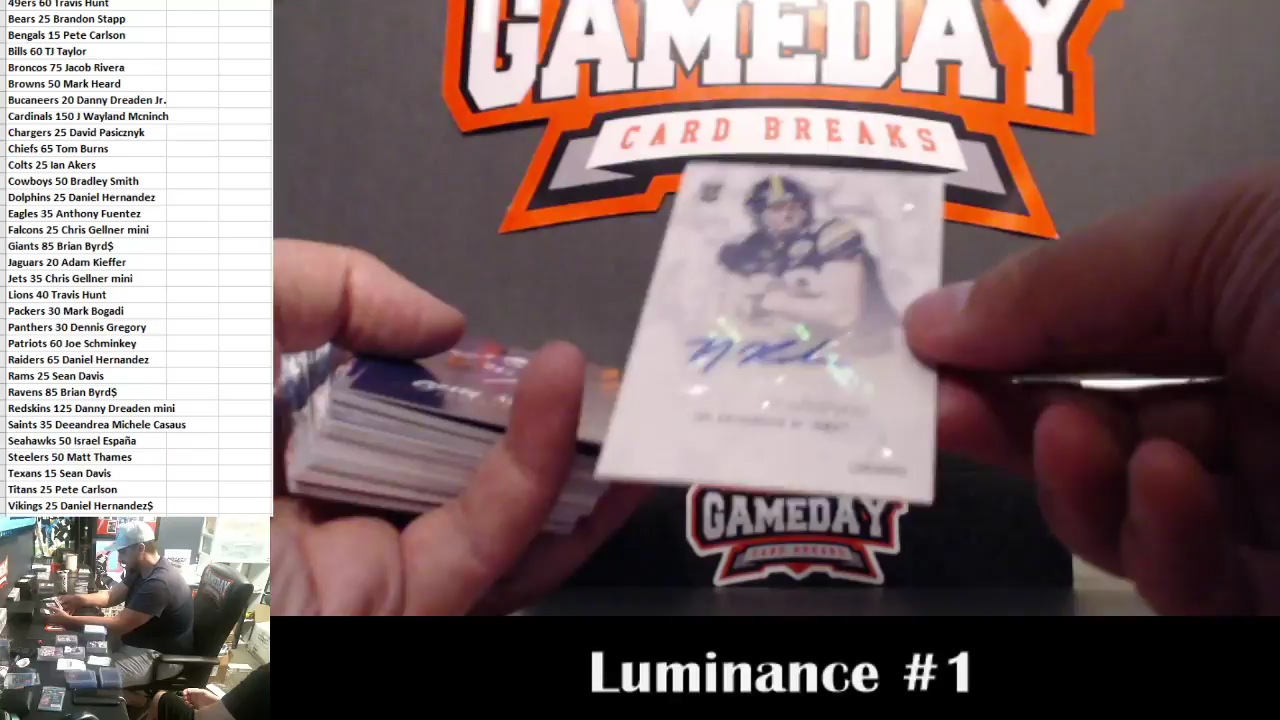 49ers 60 Travis Hunt
Bears 25 Brandon Stapp
Bengals 15 Pete Carlson
Bills 60 TJ Taylor
Broncos 75 Jacob Rivera
Browns 50 Mark Heard
Bucaneers 20 Danny Dreaden Jr.
Cardinals 150 J Wayland Mcninch
Chargers 25 David Pasicznyk
Chiefs 65 Tom Burns
Colts 25 Ian Akers
Cowboys 50 Bradley Smith
Dolphins 25 Daniel Hernandez
Eagles 35 Anthony Fuentez
Falcons 25 Chris Gellner mini
Giants 85 Brian Byrd$
Jaguars 20 Adam Kieffer
Jets 35 Chris Gellner mini
Lions 40 Travis Hunt
Packers 30 Mark Bogadi
Panthers 30 Dennis Gregory
Patriots 60 Joe Schminkey
Raiders 65 Daniel Hernandez
Rams 25 Sean Davis
Ravens 85 Brian Byrd$
Redskins 125 Danny Dreaden mini
Saints 35 Deeandrea Michele Casaus
Seahawks 50 Israel España
Steelers 50 Matt Thames
Texans 15 Sean Davis
Titans 25 Pete Carlson
Vikings 25 Daniel Hernandez$
GAMEDAY
CARD BREAKS
GAMEDAY
CARD BREAKS
GAMEDAY
Luminance #1